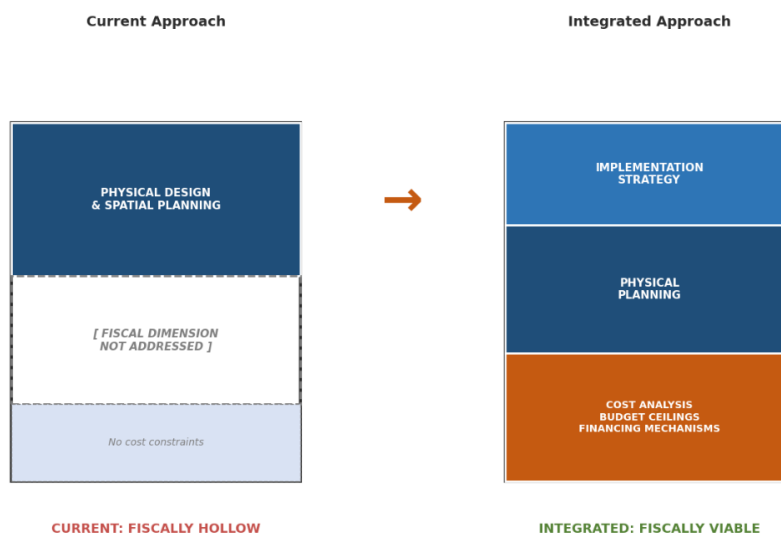 Current Approach
Integrated Approach
PHYSICAL DESIGN
& SPATIAL PLANNING
[ FISCAL DIMENSION
NOT ADDRESSED ]
No cost constraints
→
IMPLEMENTATION
STRATEGY
PHYSICAL
PLANNING
COST ANALYSIS
BUDGET CEILINGS
FINANCING MECHANISMS
CURRENT: FISCALLY HOLLOW
INTEGRATED: FISCALLY VIABLE